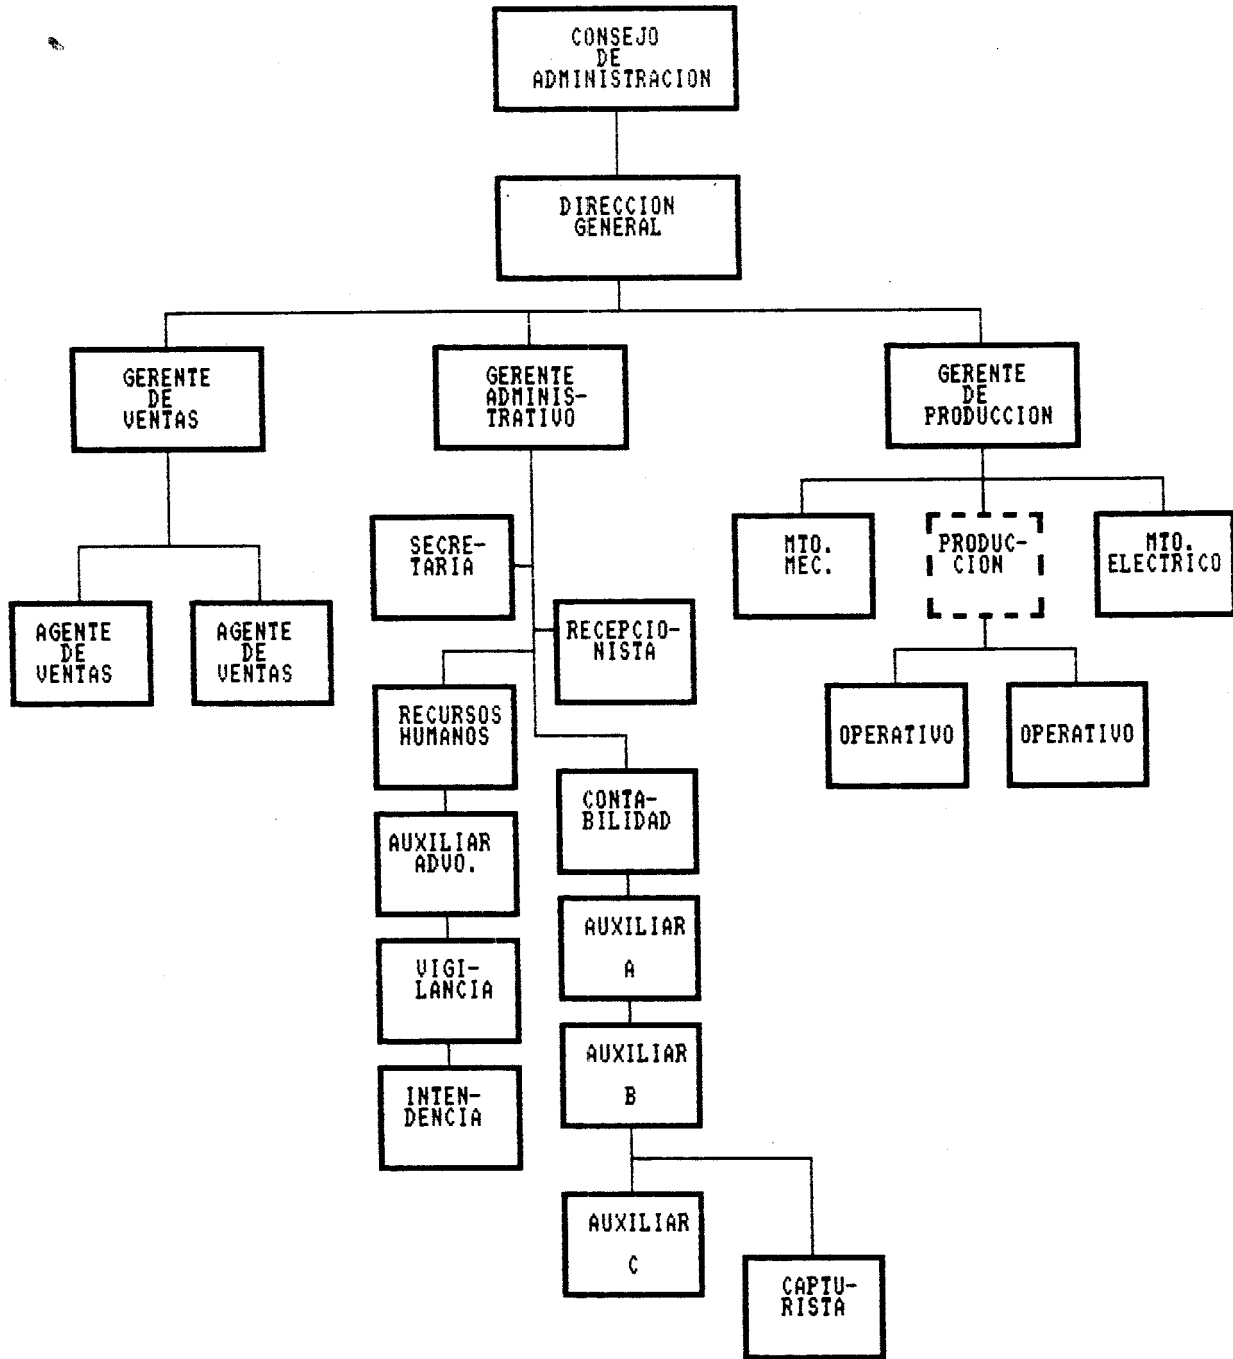 CONSEJO
DE
ADMINISTRACION
DIRECCION
GENERAL
GERENTE
DE
VENTAS
GERENTE
ADMINIS-
TRATIVO
GERENTE
DE
PRODUCCION
SECRE-
TARIA
MTO.
MEC.
PRODUC-
CION
MTO.
ELECTRICO
AGENTE
DE
VENTAS
AGENTE
DE
VENTAS
RECEPCIO-
NISTA
RECURSOS
HUMANOS
OPERATIVO
OPERATIVO
CONTA-
BILIDAD
AUXILIAR
ADVO.
AUXILIAR
A
VIGI-
LANCIA
AUXILIAR
B
INTEN-
DENCIA
AUXILIAR
C
CAPTU-
RISTA